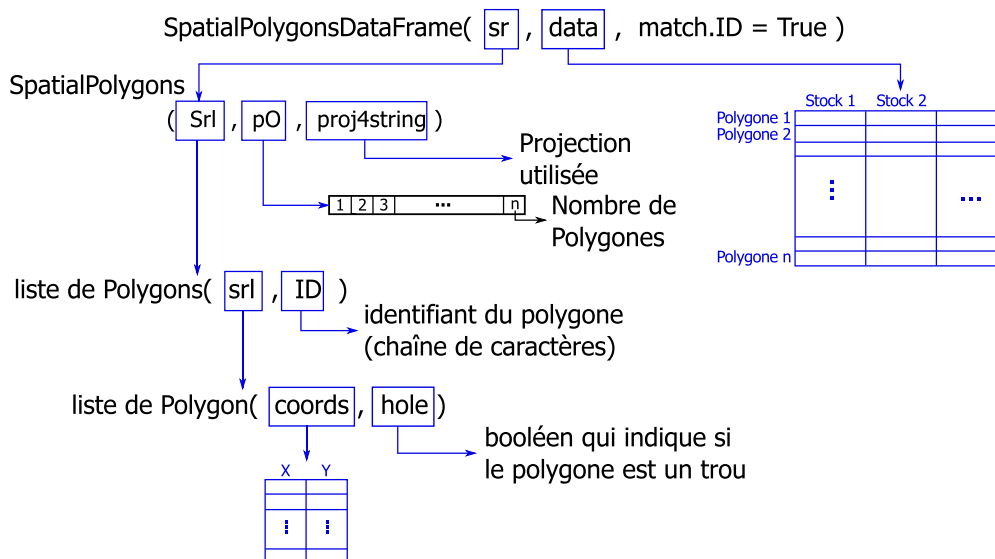 SpatialPolygonsDataFrame( sr , data , match.ID = True )
SpatialPolygons
( Srl , pO , proj4string )
Stock 1 Stock 2
Polygone 1
Polygone 2
...
...
Polygone n
Projection
utilisée
1 2 3 ... n
Nombre de
Polygones
liste de Polygons( srl , ID )
identifiant du polygone
(chaîne de caractères)
liste de Polygon( coords , hole )
booléen qui indique si
le polygone est un trou
X Y